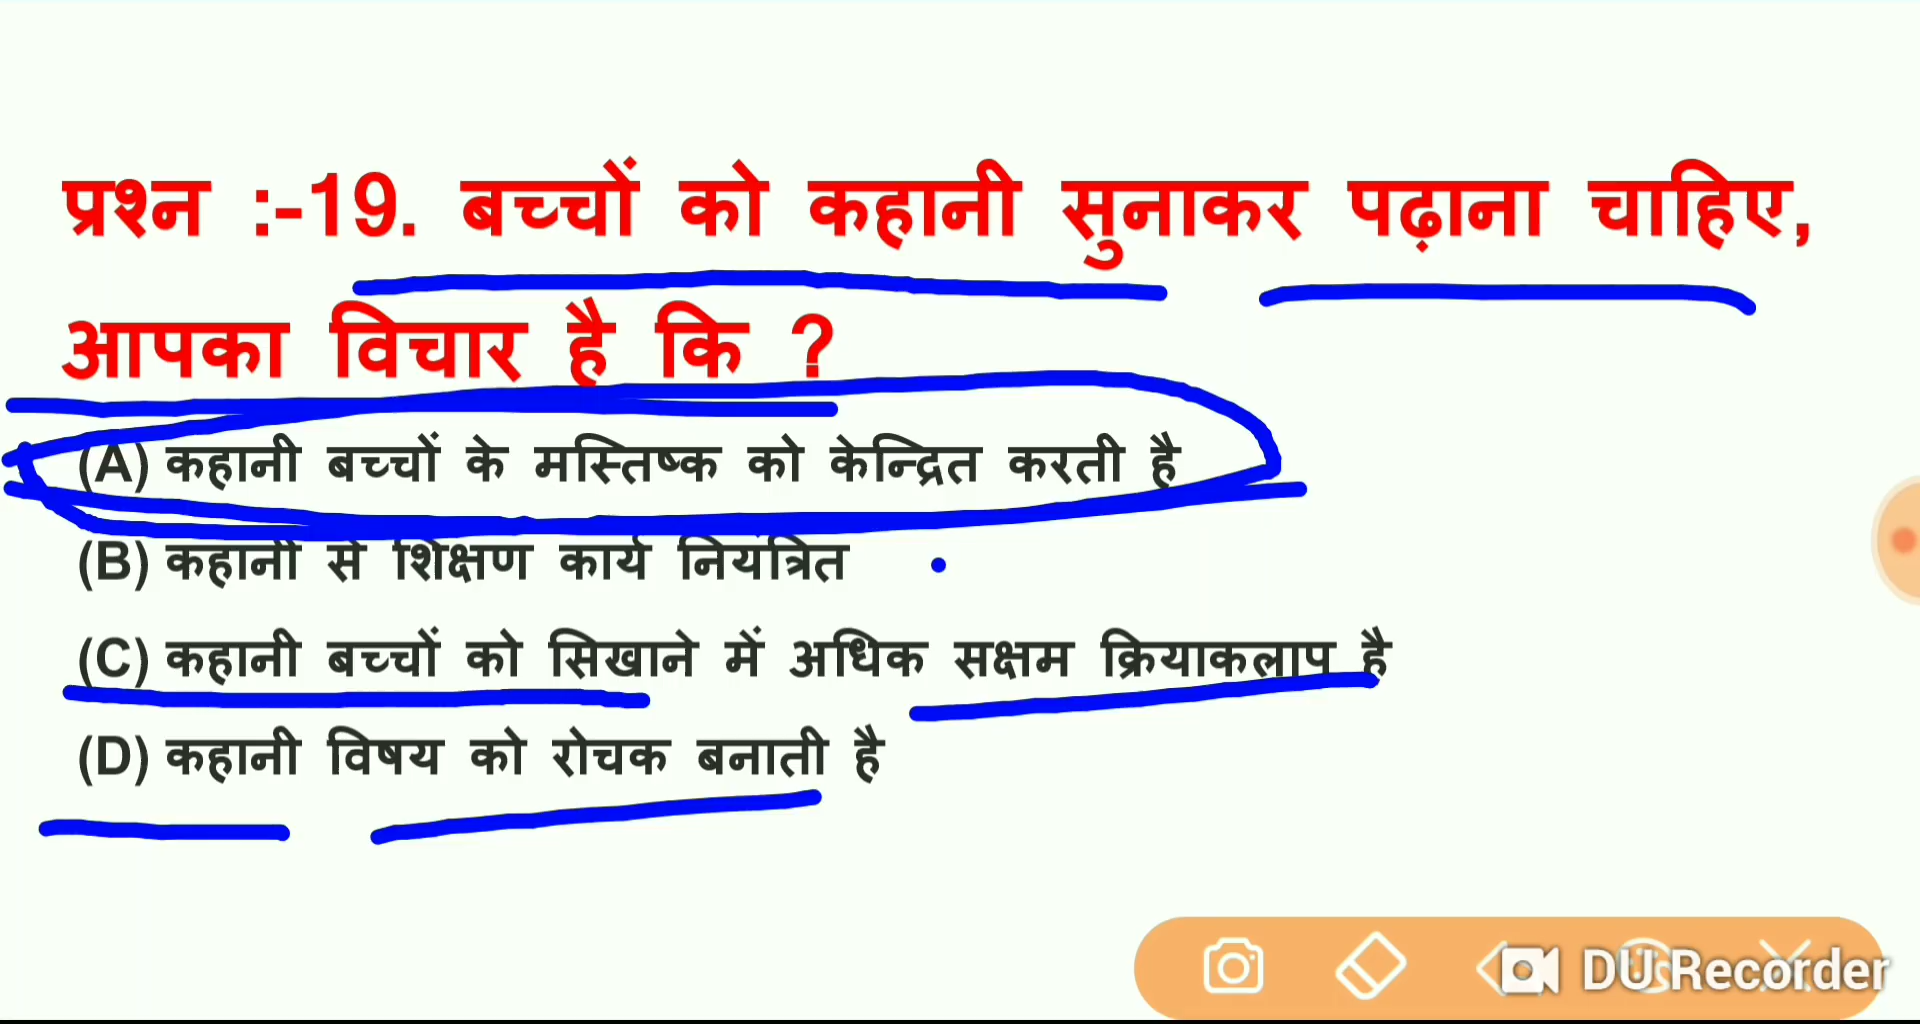 प्रश्न :-19. बच्चों को कहानी सुनाकर पढ़ाना चाहिए,
आपका विचार है कि ?
(A) कहानी बच्चों के मस्तिष्क को केन्द्रित करती है
(B) कहानी से शिक्षण कार्य नियंत्रित
(C) कहानी बच्चों को सिखाने में अधिक सक्षम क्रियाकलाप है
(D) कहानी विषय को रोचक बनाती है
DU Recorder